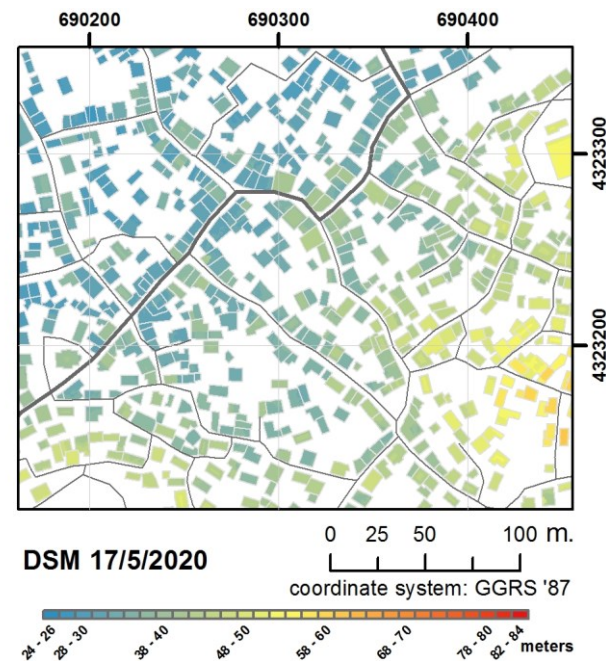 690200 690300 690400
4323300
4323200
0 25 50 100 m.
DSM 17/5/2020
coordinate system: GGRS '87
24 - 26 28 - 30 38 - 40 48 - 50 58 - 60 68 - 70 78 - 80 82 - 84 meters